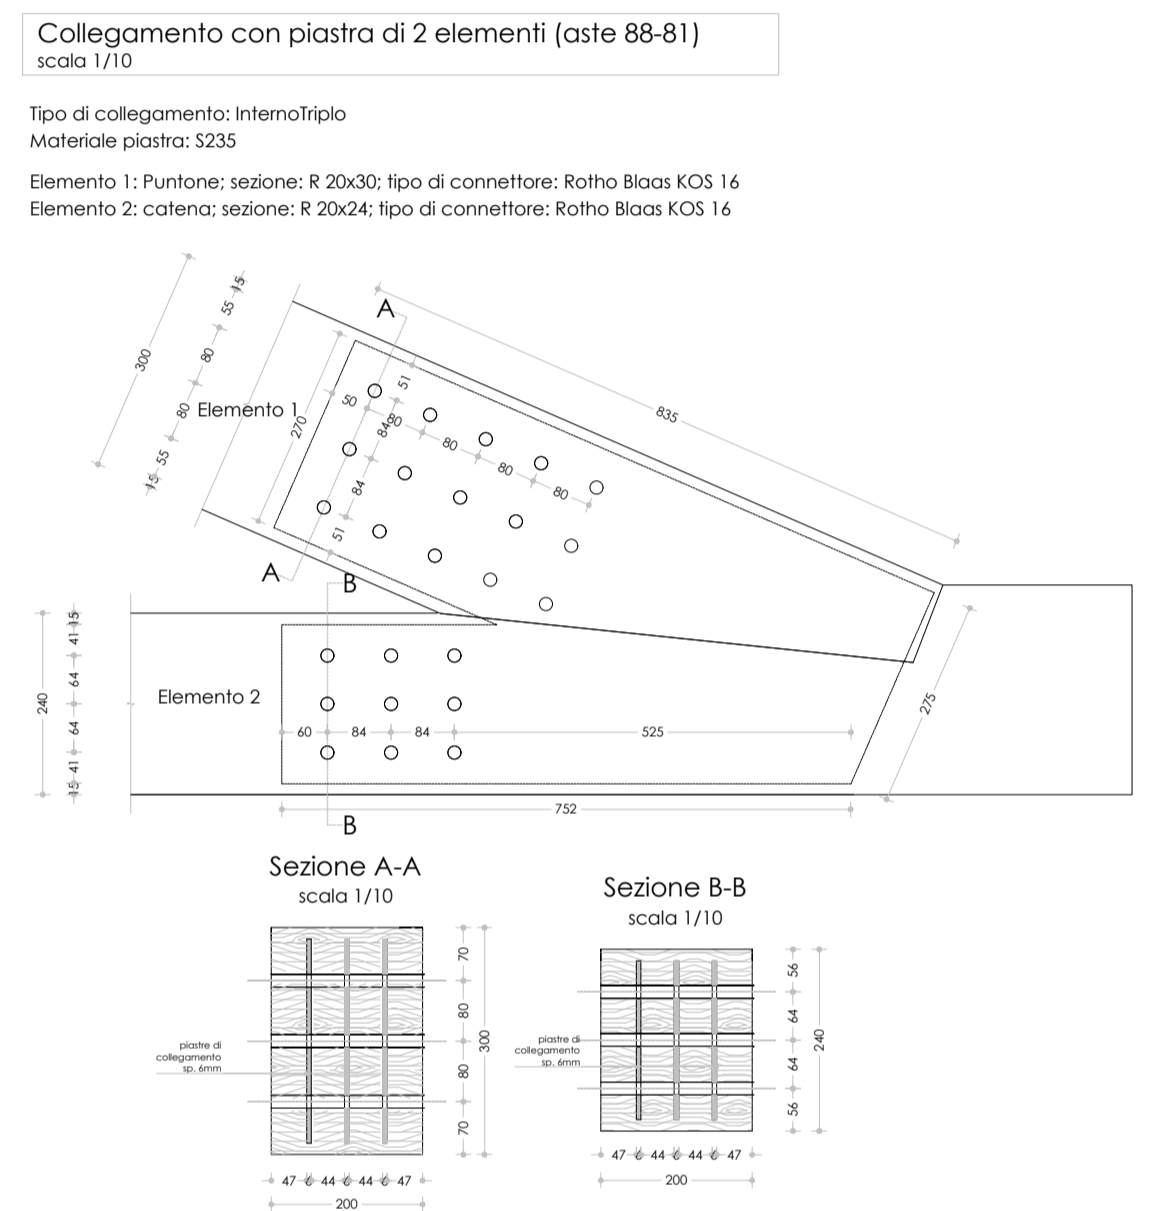 Collegamento con piastra di 2 elementi (aste 88-81)
scala 1/10
Tipo di collegamento: InternoTriplo
Materiale piastra: S235
Elemento 1: Puntone; sezione: R 20x30; tipo di connettore: Rotho Blaas KOS 16
Elemento 2: catena; sezione: R 20x24; tipo di connettore: Rotho Blaas KOS 16
300
15
55
80
80
55
15
Elemento 1
270
A
50
51
84
80
80
80
80
84
51
835
A
B
240
15
41
64
64
41
15
Elemento 2
60
84
84
525
275
752
B
Sezione A-A
scala 1/10
piastre di
collegamento
sp. 6mm
70
80
80
70
300
47
6
44
6
44
6
47
200
Sezione B-B
scala 1/10
piastre di
collegamento
sp. 6mm
56
64
64
56
240
47
6
44
6
44
6
47
200